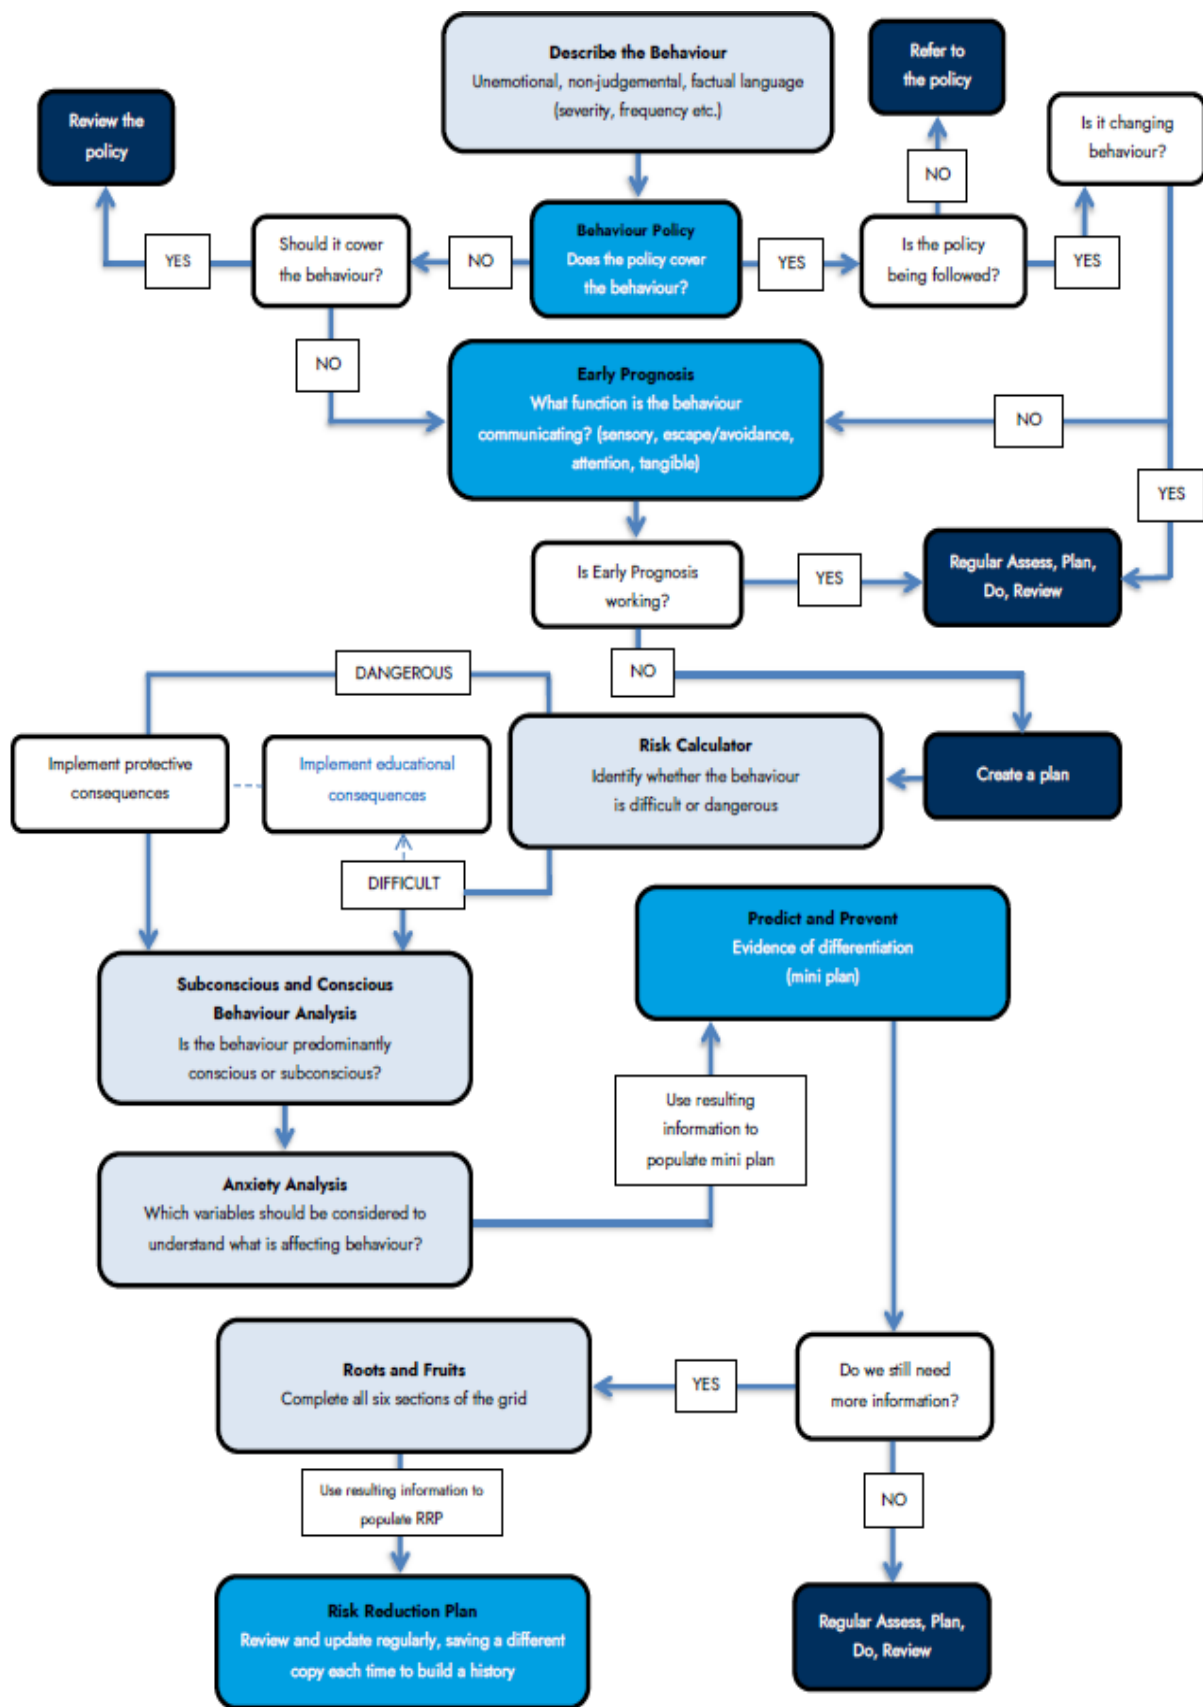 Describe the Behaviour
Unemotional, non-judgemental, factual language
(severity, frequency etc.)
Refer to
the policy
Review the
policy
Is it changing
behaviour?
NO
Behaviour Policy
Does the policy cover
the behaviour?
Should it cover
the behaviour?
YES
NO
YES
Is the policy
being followed?
YES
NO
Early Prognosis
What function is the behaviour
communicating? (sensory, escape/avoidance,
attention, tangible)
NO
YES
Is Early Prognosis
working?
YES
Regular Assess, Plan,
Do, Review
NO
DANGEROUS
Implement protective
consequences
Implement educational
consequences
Risk Calculator
Identify whether the behaviour
is difficult or dangerous
Create a plan
DIFFICULT
Predict and Prevent
Evidence of differentiation
(mini plan)
Subconscious and Conscious
Behaviour Analysis
Is the behaviour predominantly
conscious or subconscious?
Use resulting
information to
populate mini plan
Anxiety Analysis
Which variables should be considered to
understand what is affecting behaviour?
Roots and Fruits
Complete all six sections of the grid
YES
Do we still need
more information?
Use resulting information to
populate RRP
NO
Risk Reduction Plan
Review and update regularly, saving a different
copy each time to build a history
Regular Assess, Plan,
Do, Review